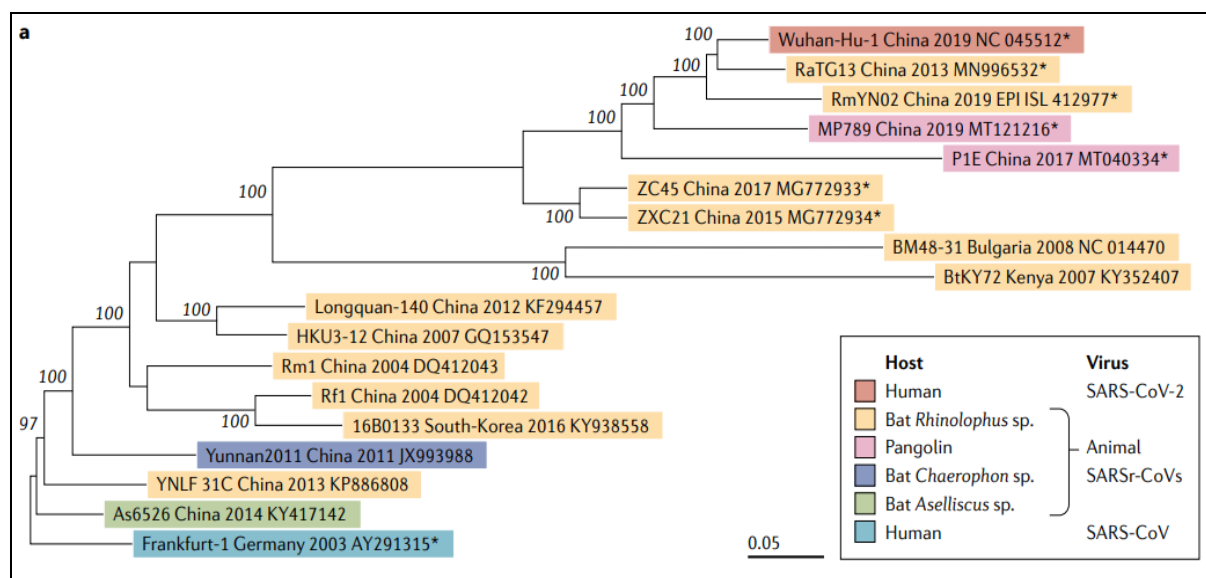 a
100
Wuhan-Hu-1 China 2019 NC 045512*
100
RaTG13 China 2013 MN996532*
100
RmYN02 China 2019 EPI ISL 412977*
100
MP789 China 2019 MT121216*
P1E China 2017 MT040334*
100
ZC45 China 2017 MG772933*
100
ZXC21 China 2015 MG772934*
BM48-31 Bulgaria 2008 NC 014470
100
BtKY72 Kenya 2007 KY352407
100
Longquan-140 China 2012 KF294457
100
HKU3-12 China 2007 GQ153547
Rm1 China 2004 DQ412043
Rf1 China 2004 DQ412042
100
16B0133 South-Korea 2016 KY938558
100
97
Yunnan2011 China 2011 JX993988
YNLF 31C China 2013 KP886808
As6526 China 2014 KY417142
Frankfurt-1 Germany 2003 AY291315*
0.05
Host Virus
Human SARS-CoV-2
Bat Rhinolophus sp.
Pangolin Animal
Bat Chaerophon sp. SARSr-CoVs
Bat Aselliscus sp.
Human SARS-CoV